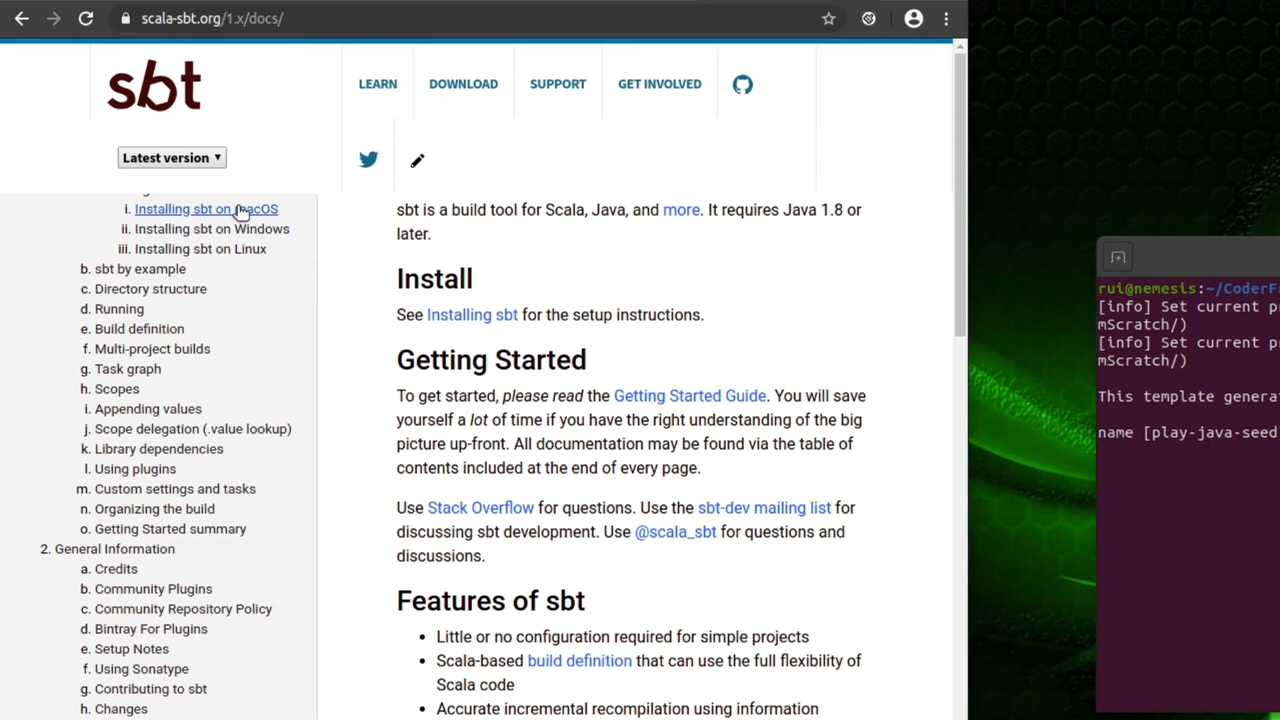 scala-sbt.org/1.x/docs/
sbt
LEARN
DOWNLOAD
SUPPORT
GET INVOLVED
Latest version
i. Installing sbt on macOS
ii. Installing sbt on Windows
iii. Installing sbt on Linux
b. sbt by example
c. Directory structure
d. Running
e. Build definition
f. Multi-project builds
g. Task graph
h. Scopes
i. Appending values
j. Scope delegation (.value lookup)
k. Library dependencies
l. Using plugins
m. Custom settings and tasks
n. Organizing the build
o. Getting Started summary
2. General Information
a. Credits
b. Community Plugins
c. Community Repository Policy
d. Bintray For Plugins
e. Setup Notes
f. Using Sonatype
g. Contributing to sbt
h. Changes
sbt is a build tool for Scala, Java, and more. It requires Java 1.8 or
later.
Install
See Installing sbt for the setup instructions.
Getting Started
To get started, please read the Getting Started Guide. You will save
yourself a lot of time if you have the right understanding of the big
picture up-front. All documentation may be found via the table of
contents included at the end of every page.
Use Stack Overflow for questions. Use the sbt-dev mailing list for
discussing sbt development. Use @scala_sbt for questions and
discussions.
Features of sbt
• Little or no configuration required for simple projects
• Scala-based build definition that can use the full flexibility of
Scala code
• Accurate incremental recompilation using information
rui@nemesis:~/CoderF
[info] Set current p
mScratch/)
[info] Set current p
mScratch/)
This template genera
name [play-java-seed